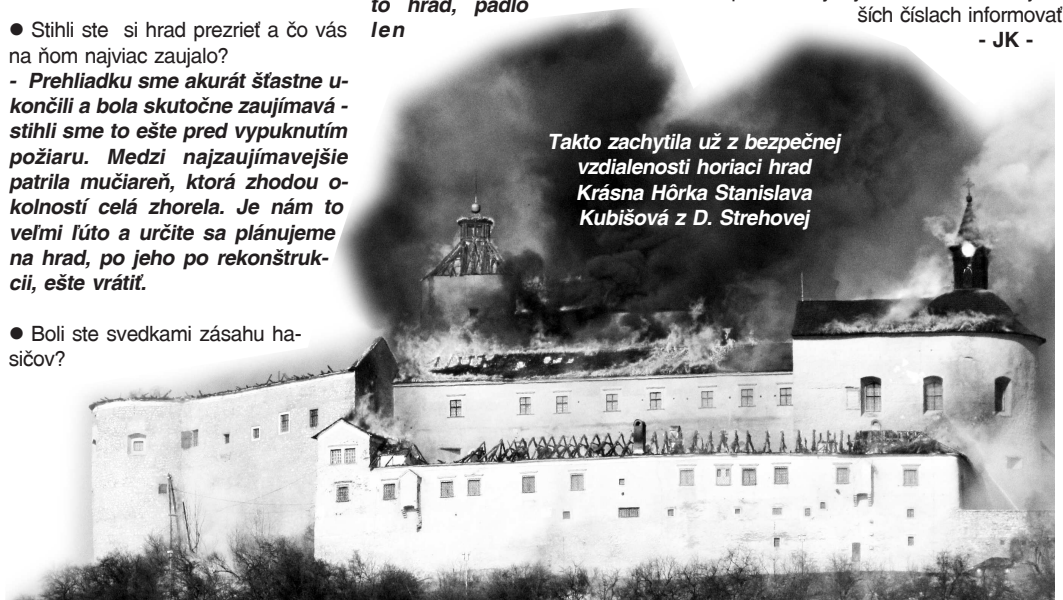 ● Stihli ste si hrad prezrieť a čo vás
na ňom najviac zaujalo?
- Prehliadku sme akurát šťastne u-
končili a bola skutočne zaujímavá -
stihli sme to ešte pred vypuknutím
požiaru. Medzi najzaujímavejšie
patrila mučiareň, ktorá zhodou o-
kolností celá zhorela. Je nám to
veľmi ľúto a určite sa plánujeme
na hrad, po jeho po rekonštruk-
cii, ešte vrátiť.
● Boli ste svedkami zásahu ha-
sičov?
to hrad, padlo
len
ších číslach informovať
- JK -
Takto zachytila už z bezpečnej
vzdialenosti horiaci hrad
Krásna Hôrka Stanislava
Kubišová z D. Strehovej